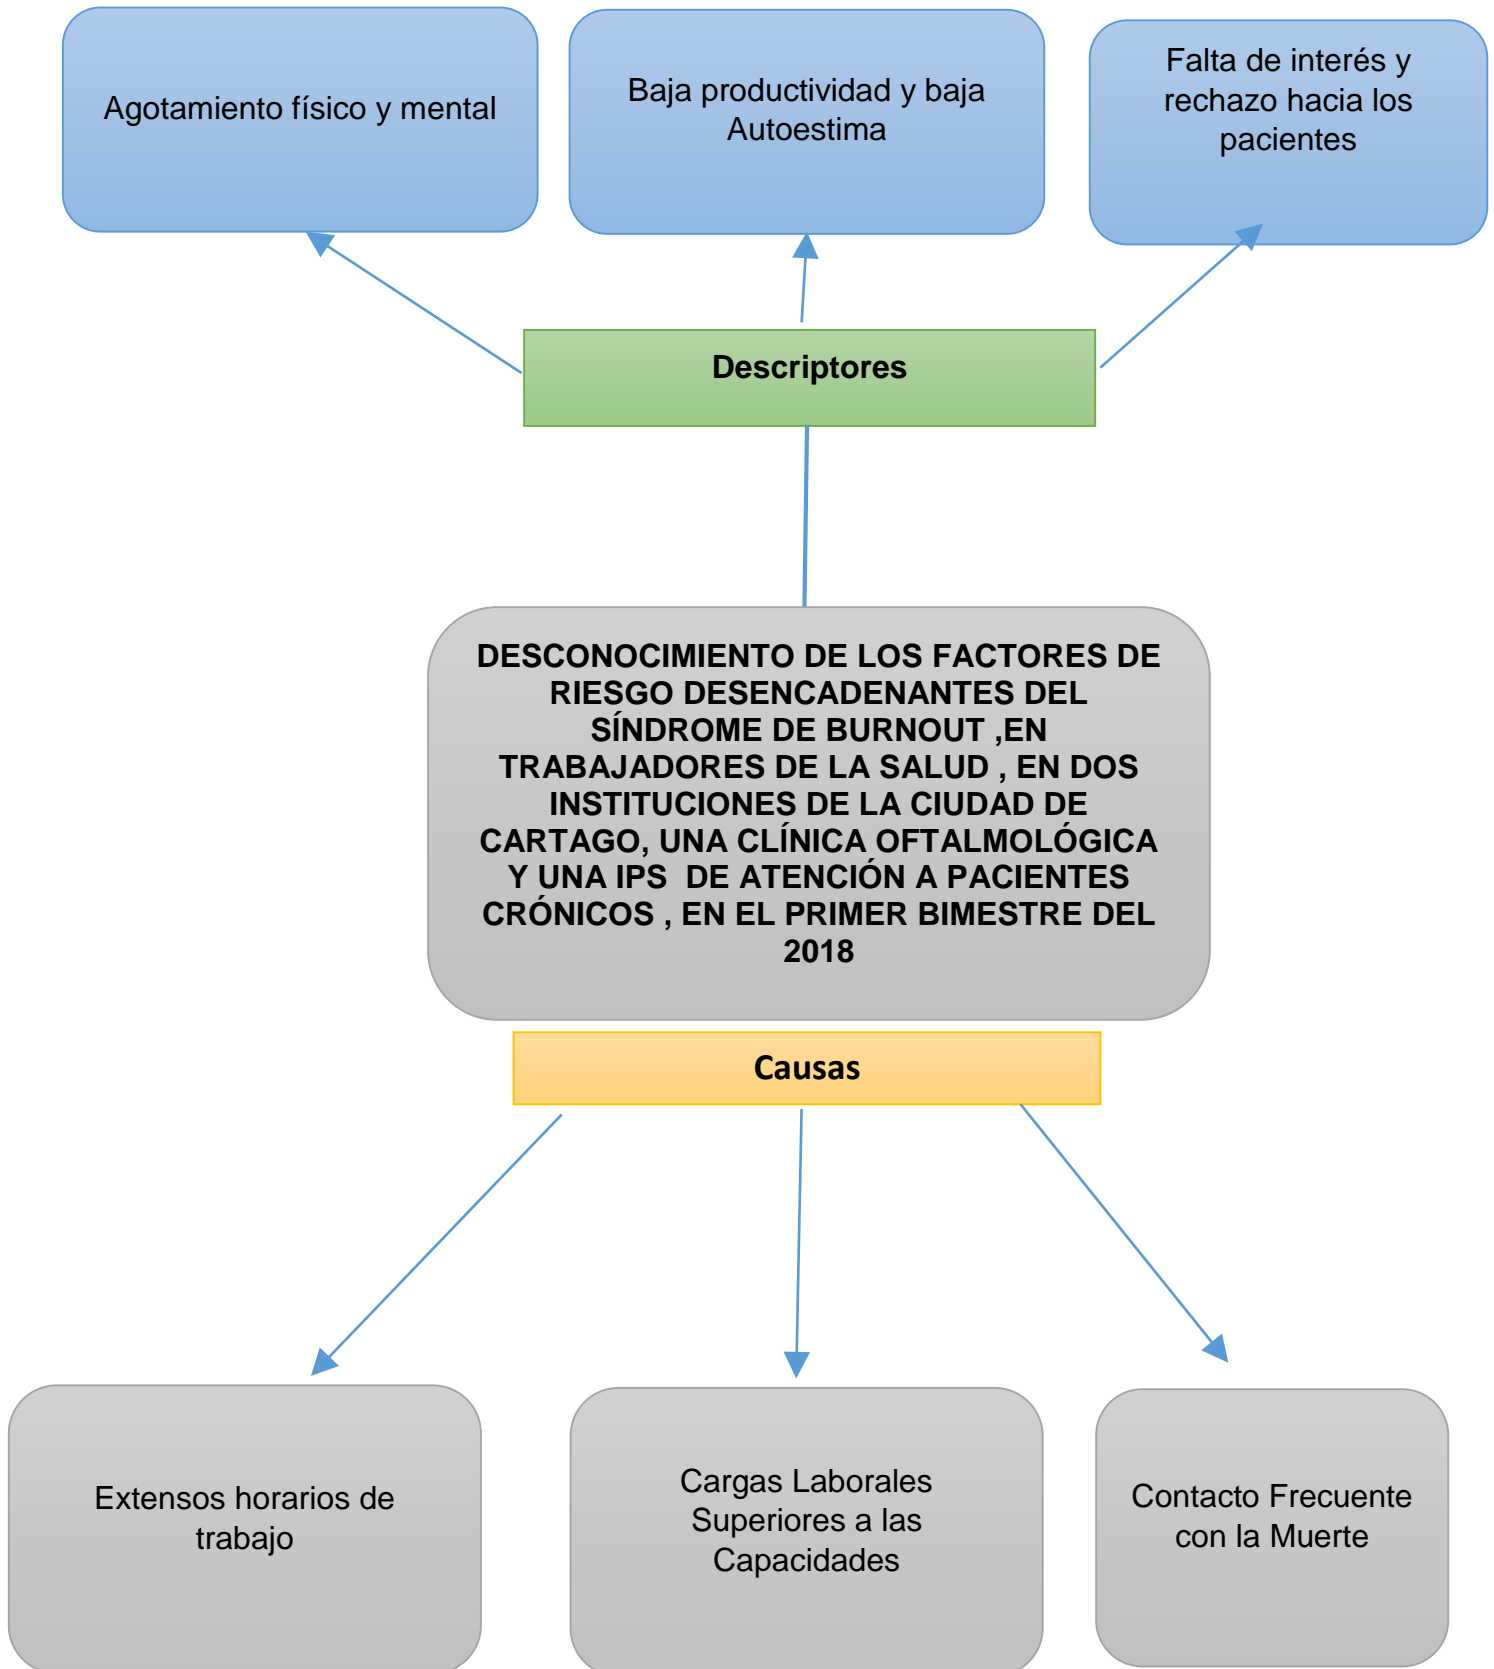 Agotamiento físico y mental
Baja productividad y baja
Autoestima
Falta de interés y
rechazo hacia los
pacientes
Descriptores
DESCONOCIMIENTO DE LOS FACTORES DE
RIESGO DESENCADENANTES DEL
SÍNDROME DE BURNOUT ,EN
TRABAJADORES DE LA SALUD , EN DOS
INSTITUCIONES DE LA CIUDAD DE
CARTAGO, UNA CLÍNICA OFTALMOLÓGICA
Y UNA IPS  DE ATENCIÓN A PACIENTES
CRÓNICOS , EN EL PRIMER BIMESTRE DEL
2018
Causas
Extensos horarios de
trabajo
Cargas Laborales
Superiores a las
Capacidades
Contacto Frecuente
con la Muerte